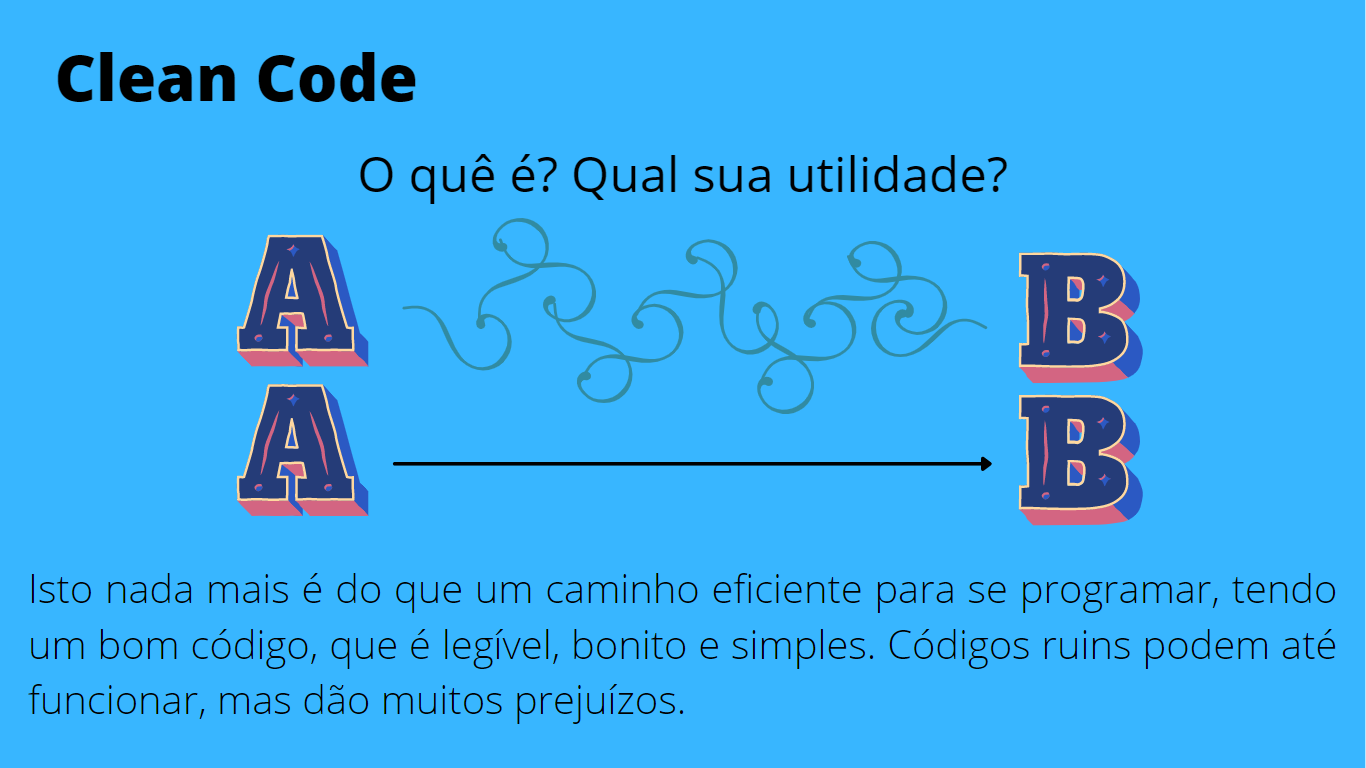 Clean Code
O quê é? Qual sua utilidade?
A B
A B
Isto nada mais é do que um caminho eficiente para se programar, tendo
um bom código, que é legível, bonito e simples. Códigos ruins podem até
funcionar, mas dão muitos prejuízos.